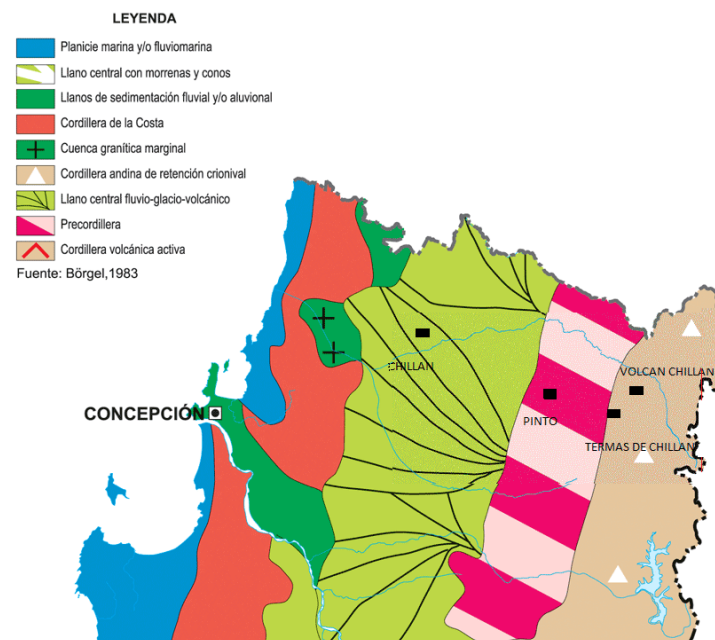 LEYENDA
Planicie marina y/o fluviomarina
Llano central con morrenas y conos
Llanos de sedimentación fluvial y/o aluvional
Cordillera de la Costa
Cuenca granítica marginal
Cordillera andina de retención crionival
Llano central fluvio-glacio-volcánico
Precordillera
Cordillera volcánica activa
Fuente: Börgel,1983
CHILLAN
VOLCAN CHILLAN
CONCEPCIÓN
PINTO
TERMAS DE CHILLAN